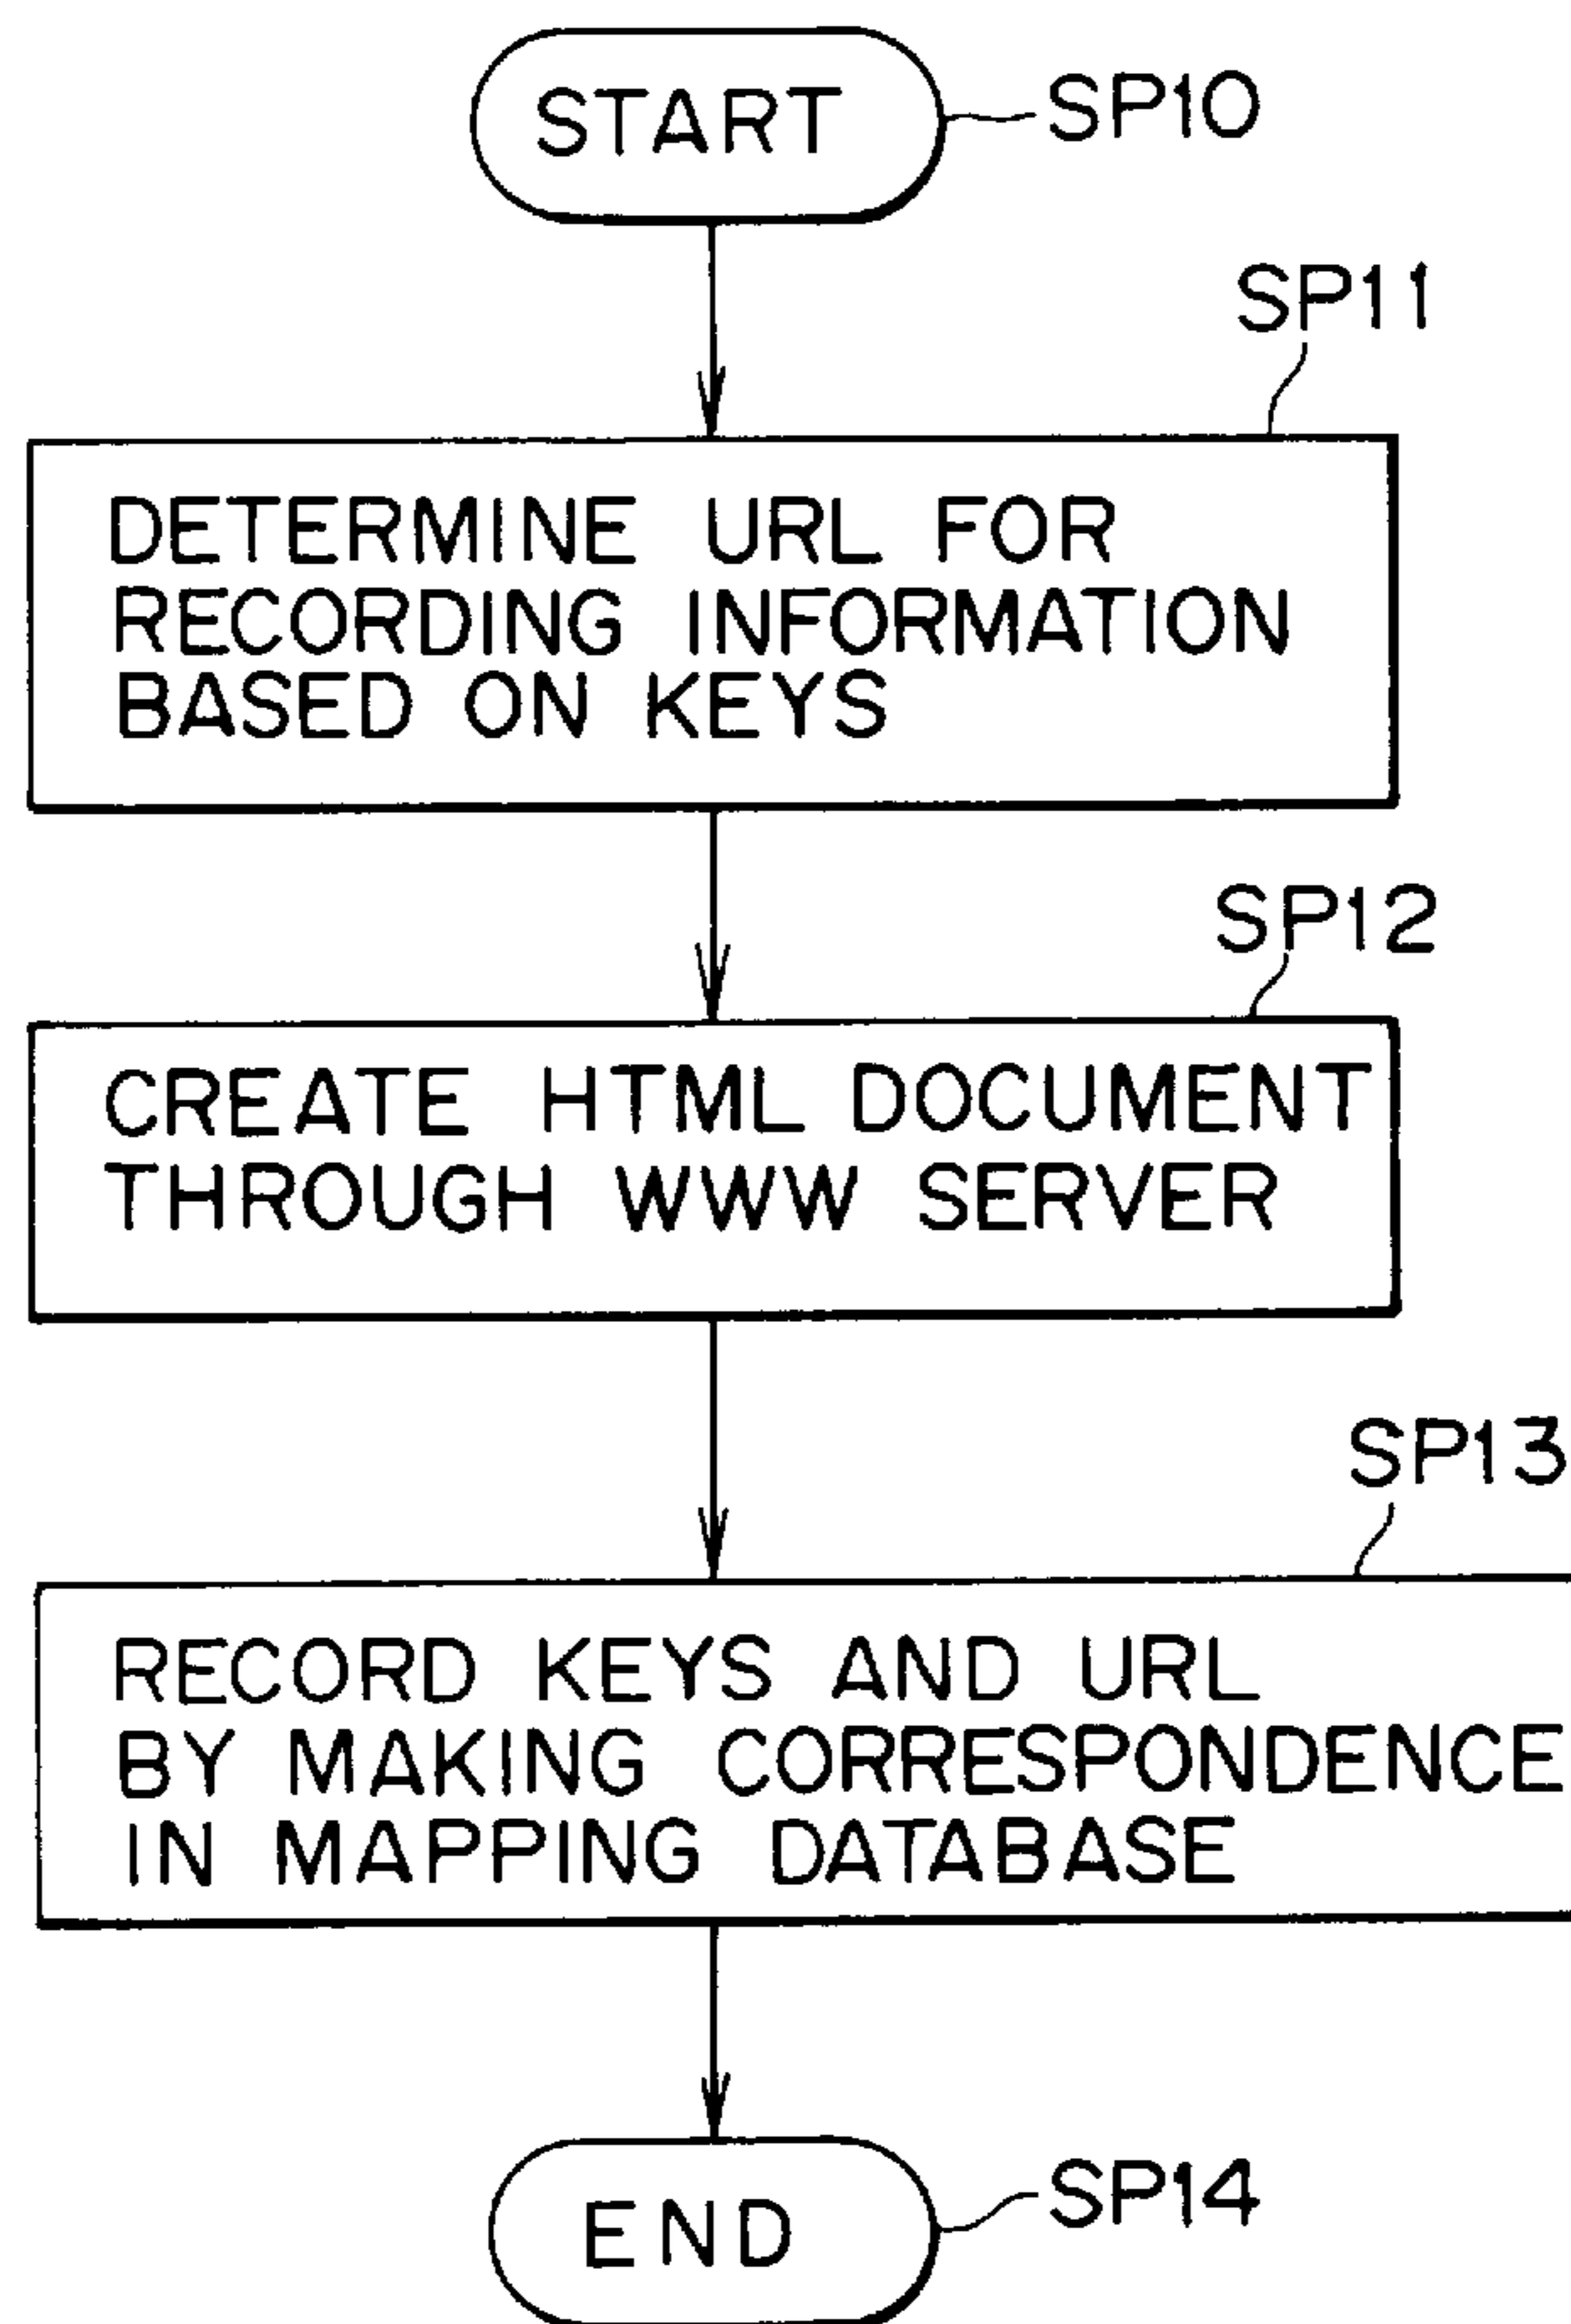 START
SP10
SP11
DETERMINE URL FOR
RECORDING INFORMATION
BASED ON KEYS
SP12
CREATE HTML DOCUMENT
THROUGH WWW SERVER
SP13
RECORD KEYS AND URL
BY MAKING CORRESPONDENCE
IN MAPPING DATABASE
END
SP14